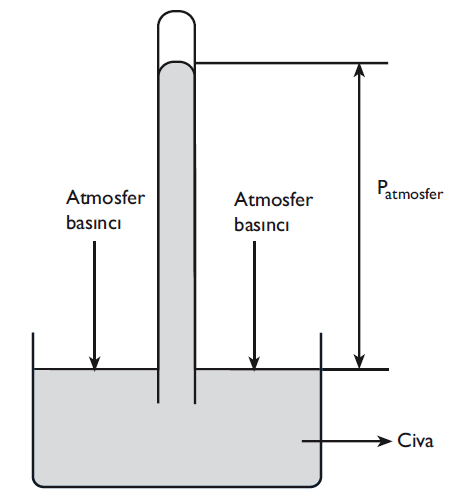 Atmosfer
basıncı
Atmosfer
basıncı
Patmosfer
Civa